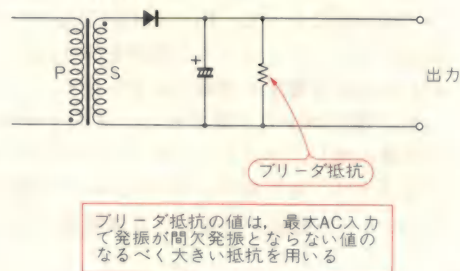 P
S
+
出力
ブリーダ抵抗
ブリーダ抵抗の値は，最大AC入力
で発振が間欠発振とならない値の
なるべく大きい抵抗を用いる